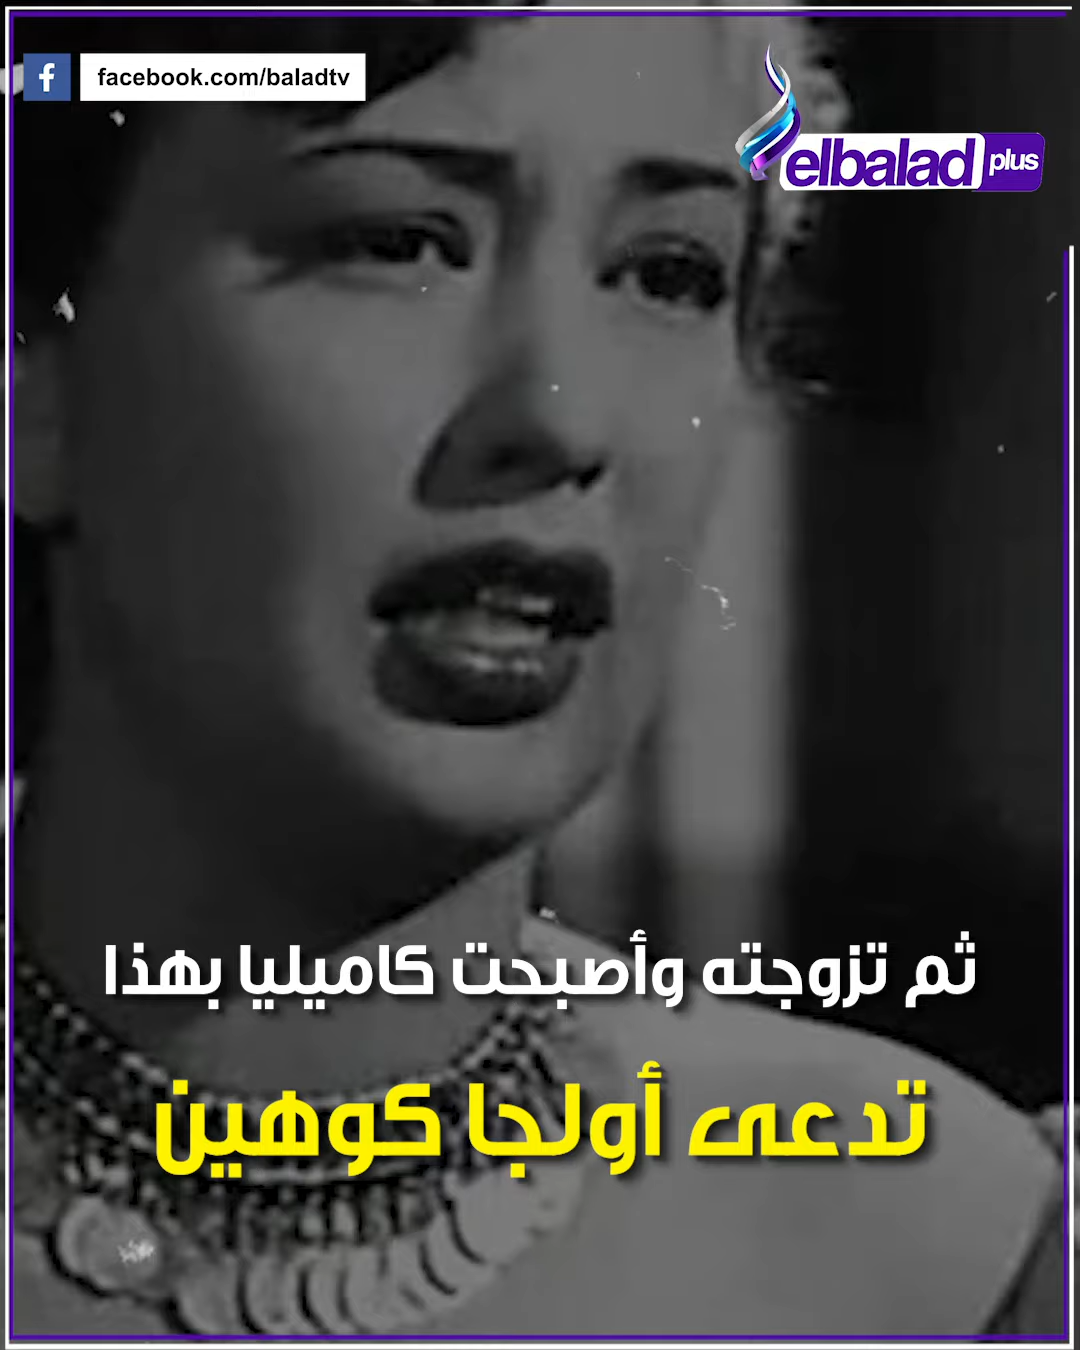 facebook.com/baladtv
elbalad plus
ثم تزوجته وأصبحت كاميليا بهذا
تدعى أولجا كوهين